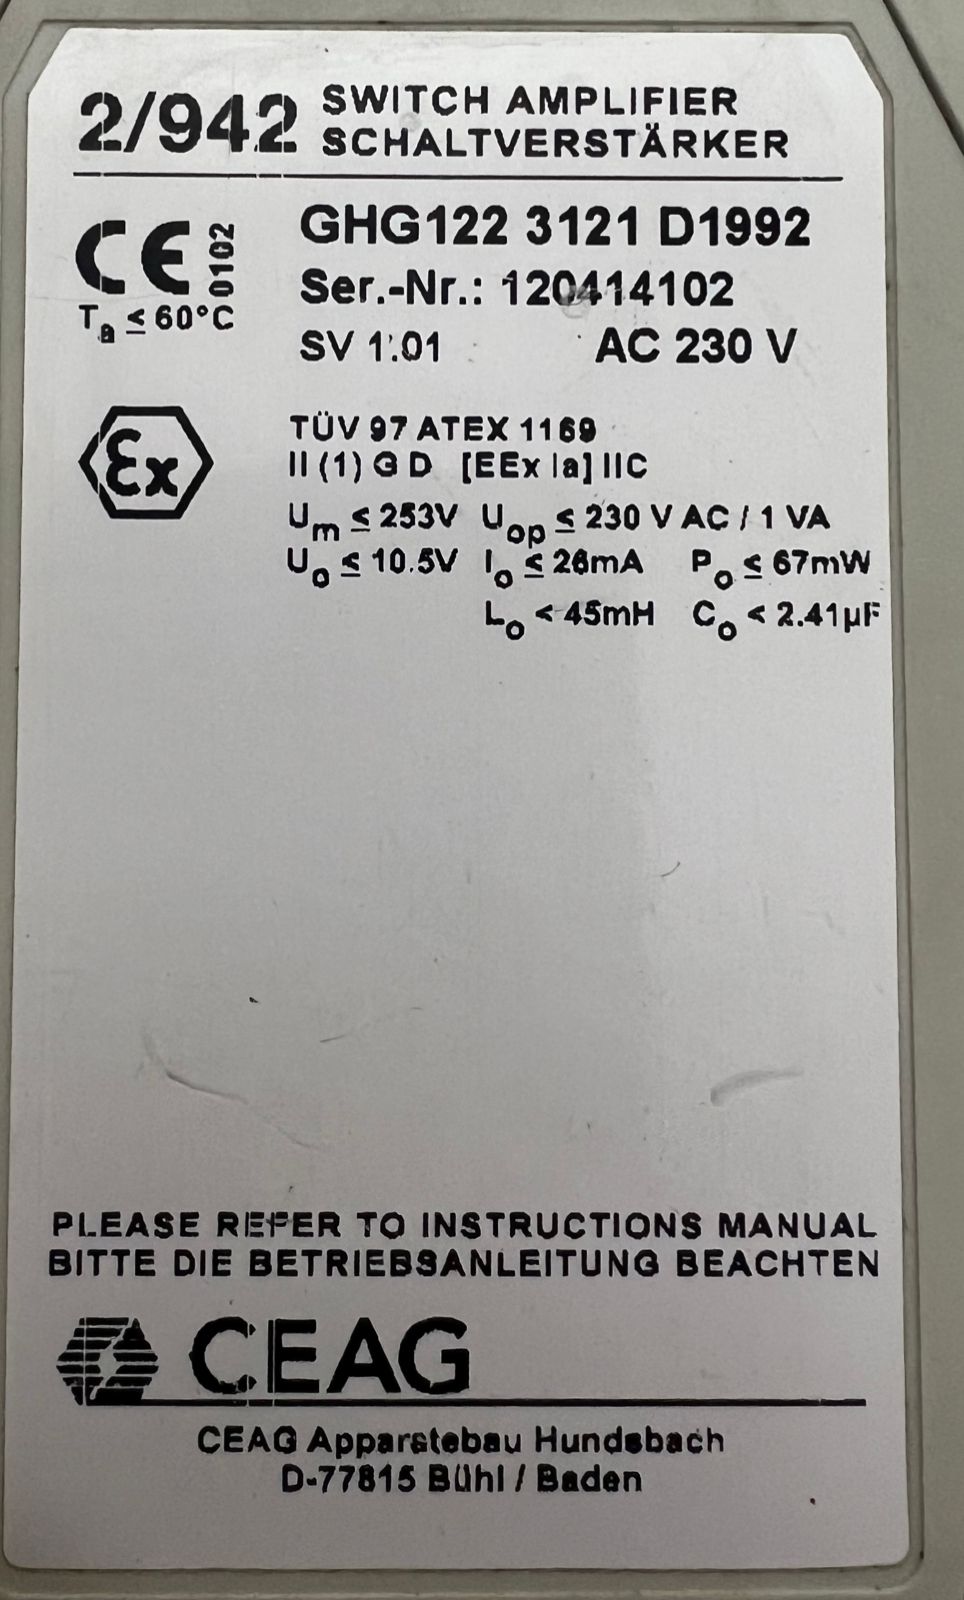 2/942 SWITCH AMPLIFIER
SCHALTVERSTÄRKER
CE 0102
GHG122 3121 D1992
Ser.-Nr.: 120414102
Ta ≤ 60°C
SV 1.01 AC 230 V
Ex
TÜV 97 ATEX 1169
II (1) G D [EEx ia] IIC
Um ≤ 253V Uop ≤ 230 V AC / 1 VA
Uo ≤ 10.5V Io ≤ 26mA Po ≤ 67mW
Lo < 45mH Co < 2.41µF
PLEASE REFER TO INSTRUCTIONS MANUAL
BITTE DIE BETRIEBSANLEITUNG BEACHTEN
CEAG
CEAG Apparatebau Hundsbach
D-77815 Bühl / Baden